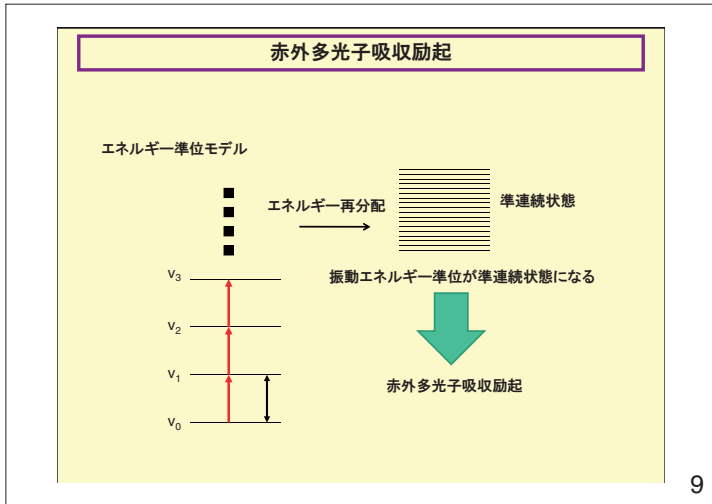 赤外多光子吸収励起
エネルギー準位モデル
エネルギー再分配
準連続状態
振動エネルギー準位が準連続状態になる
v₃
v₂
v₁
v₀
赤外多光子吸収励起
9